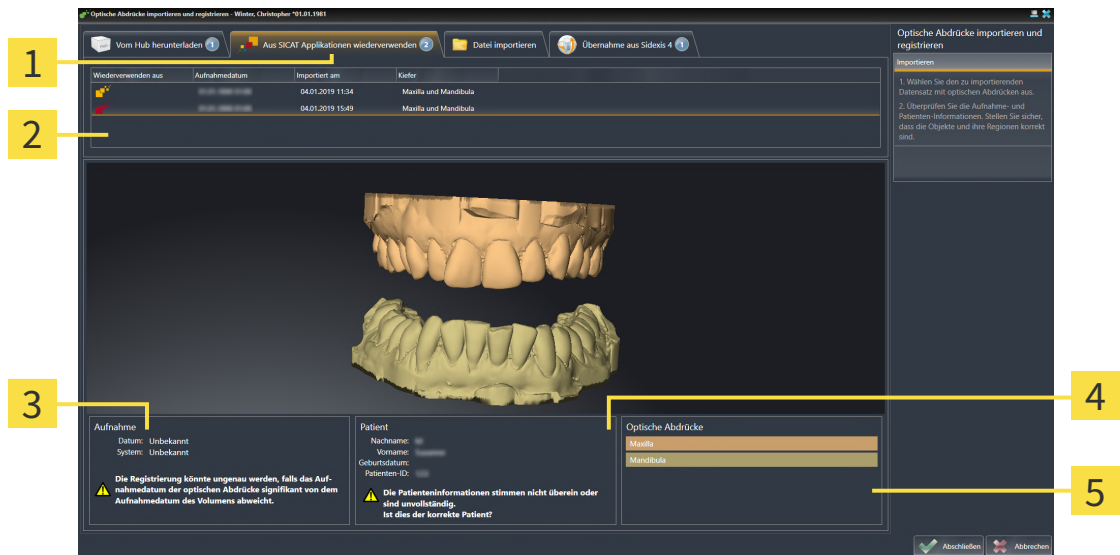 Optische Abdrücke importieren und registrieren - Winter, Christopher *01.01.1981
1
Vom Hub herunterladen 1
Aus SICAT Applikationen wiederverwenden 2
Datei importieren
Übernahme aus Sidexis 4 1
Wiederverwenden aus Aufnahmedatum Importiert am Kiefer
04.01.2019 11:34 Maxilla und Mandibula
04.01.2019 15:49 Maxilla und Mandibula
2
Optische Abdrücke importieren und
registrieren
Importieren
1. Wählen Sie den zu importierenden
Datensatz mit optischen Abdrücken aus.
2. Überprüfen Sie die Aufnahme- und
Patienten-Informationen. Stellen Sie sicher,
dass die Objekte und ihre Regionen korrekt
sind.
3
Aufnahme
Datum: Unbekannt
System: Unbekannt
Die Registrierung könnte ungenau werden, falls das Auf-
nahmedatum der optischen Abdrücke signifikant von dem
Aufnahmedatum des Volumens abweicht.
Patient
Nachname:
Vorname:
Geburtsdatum:
Patienten-ID:
Die Patienteninformationen stimmen nicht überein oder
sind unvollständig.
Ist dies der korrekte Patient?
4
Optische Abdrücke
Maxilla
Mandibula
5
Abschließen
Abbrechen